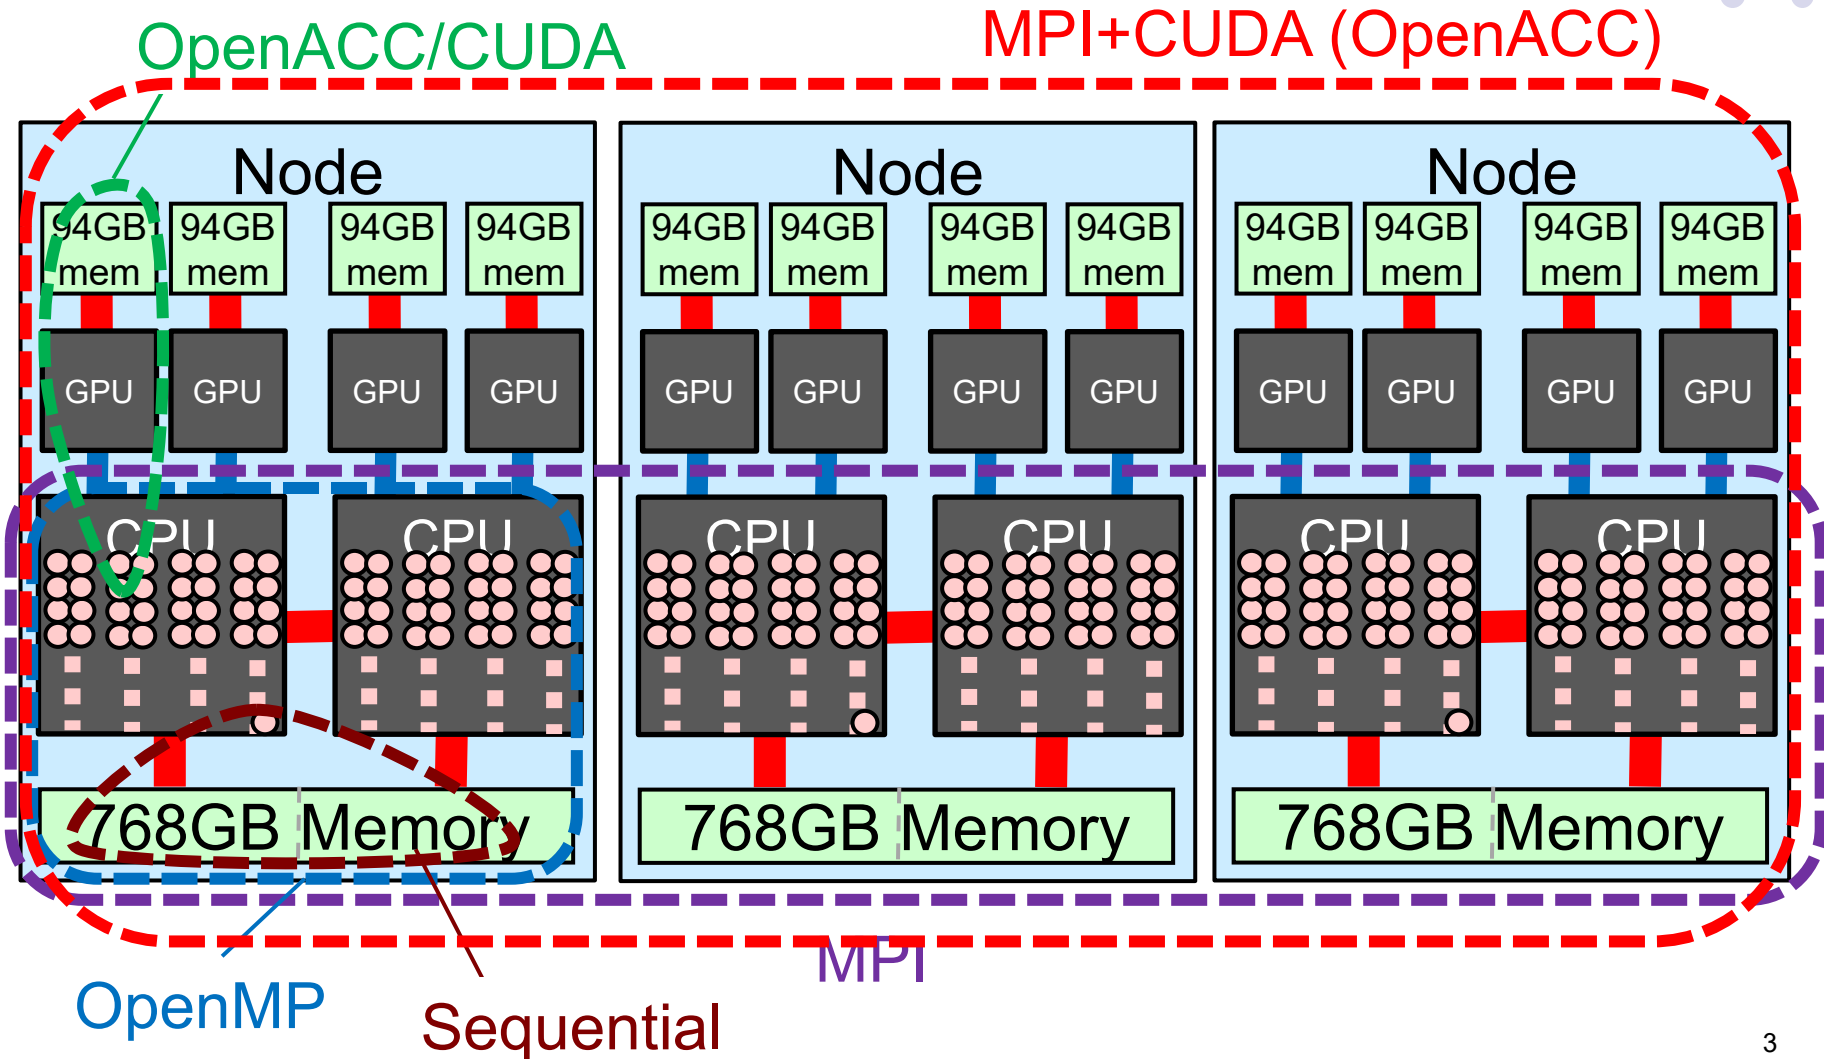 OpenACC/CUDA
MPI+CUDA (OpenACC)
Node
Node
Node
94GB mem
94GB mem
94GB mem
94GB mem
94GB mem
94GB mem
94GB mem
94GB mem
94GB mem
94GB mem
94GB mem
94GB mem
GPU
GPU
GPU
GPU
GPU
GPU
GPU
GPU
GPU
GPU
GPU
GPU
CPU
CPU
CPU
CPU
CPU
CPU
768GB Memory
768GB Memory
768GB Memory
MPI
OpenMP
Sequential
3